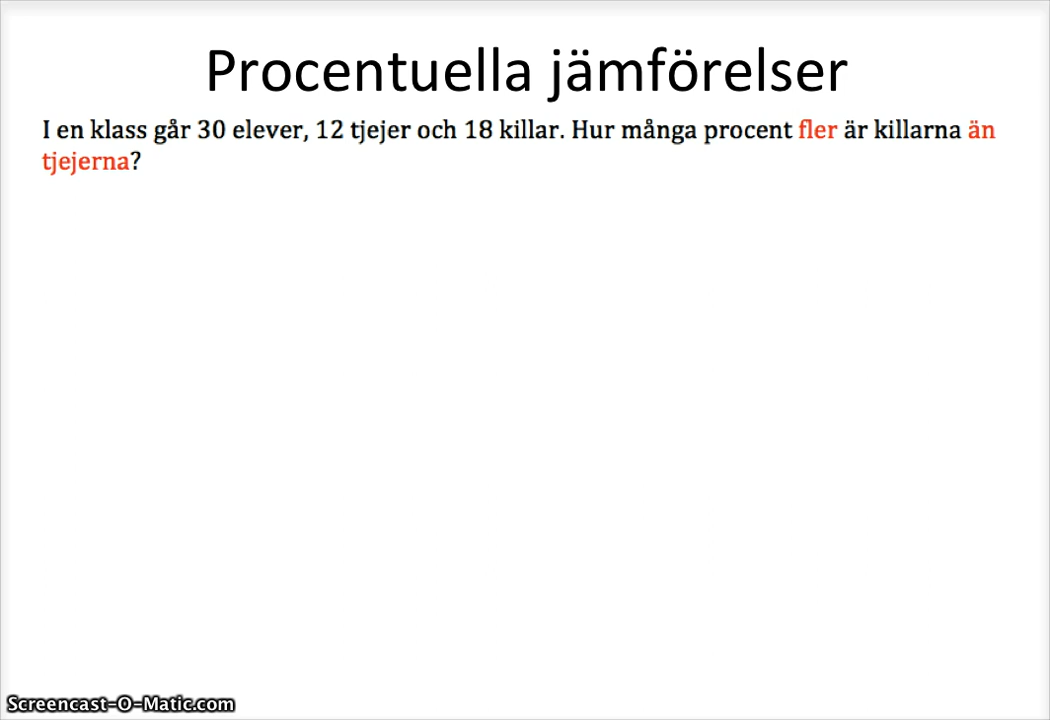 Procentuella jämförelser
I en klass går 30 elever, 12 tjejer och 18 killar. Hur många procent fler är killarna än
tjejerna?
Screencast-O-Matic.com